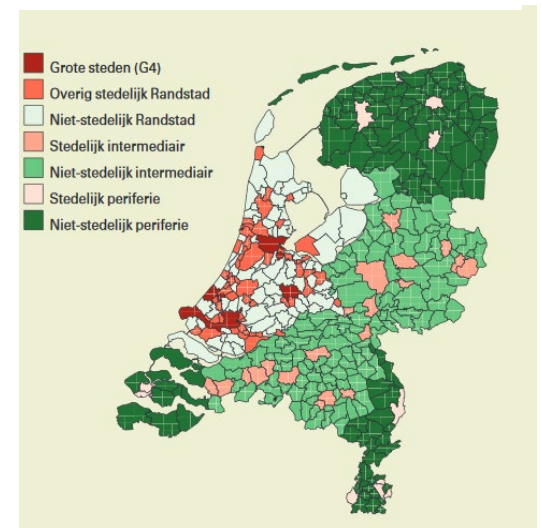 Grote steden (G4)
Overig stedelijk Randstad
Niet-stedelijk Randstad
Stedelijk intermediair
Niet-stedelijk intermediair
Stedelijk periferie
Niet-stedelijk periferie